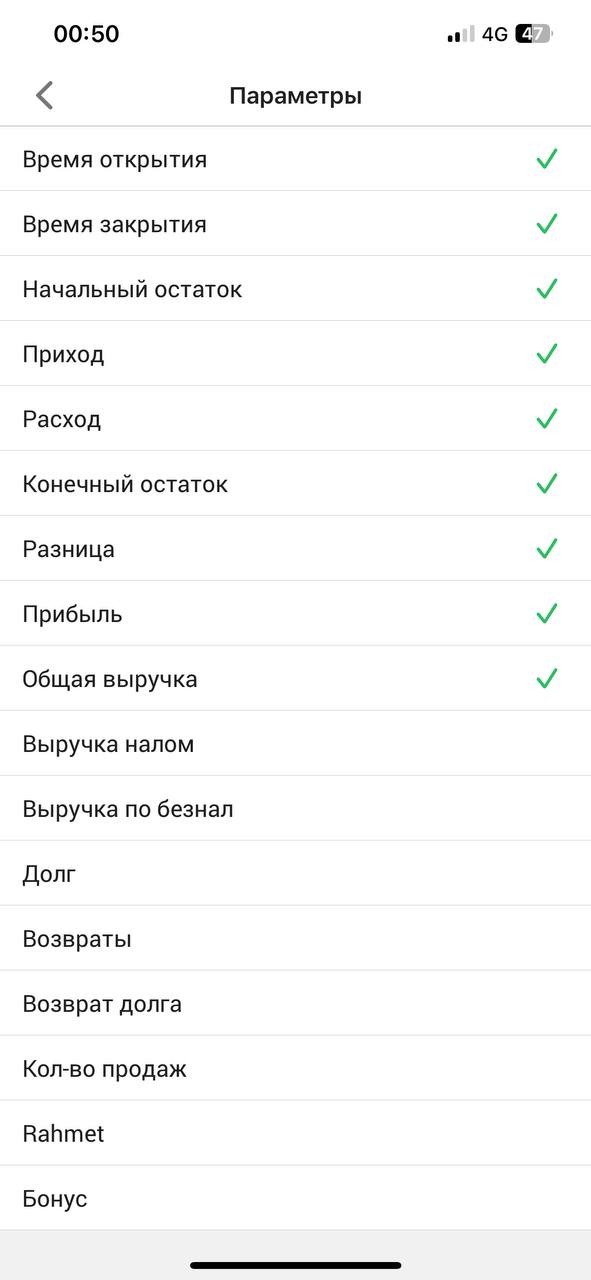 00:50
4G 47
Параметры
Время открытия
Время закрытия
Начальный остаток
Приход
Расход
Конечный остаток
Разница
Прибыль
Общая выручка
Выручка налом
Выручка по безнал
Долг
Возвраты
Возврат долга
Кол-во продаж
Rahmet
Бонус